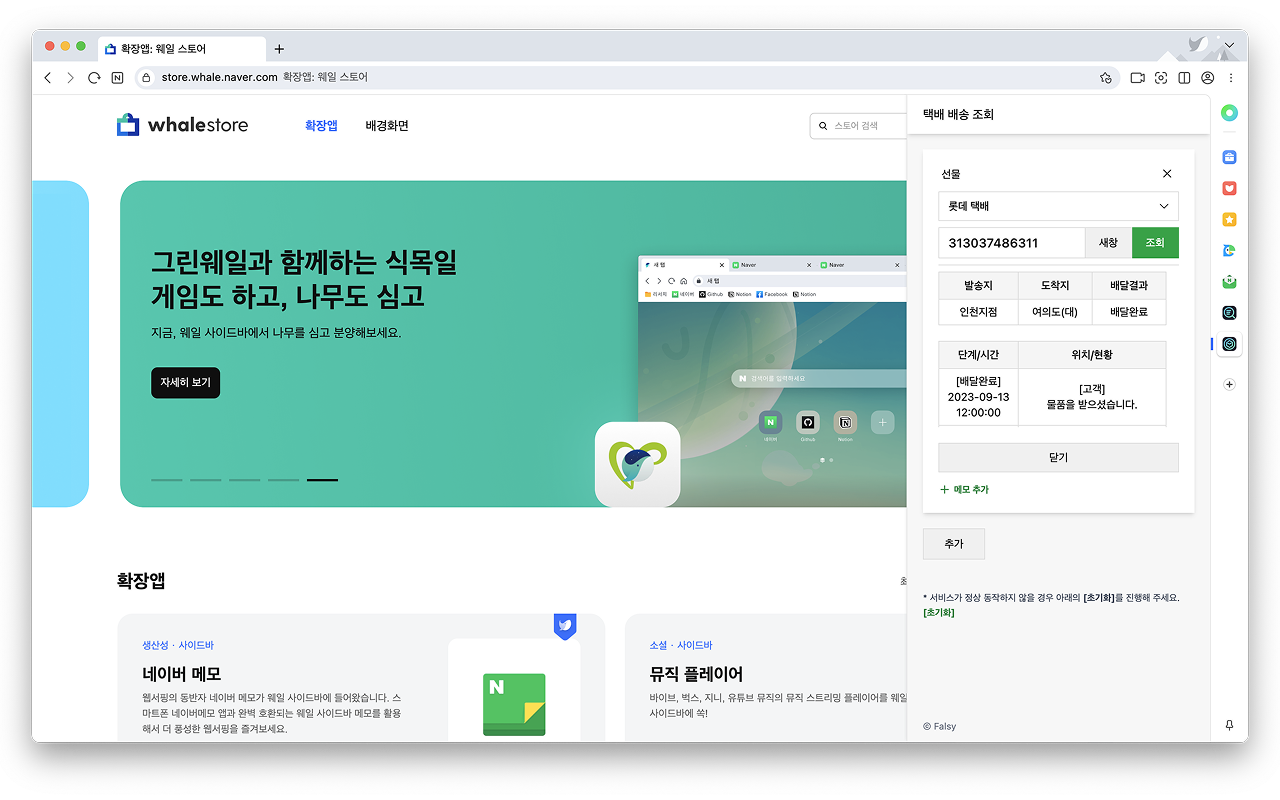 확장앱: 웨일 스토어
store.whale.naver.com 확장앱: 웨일 스토어
whalestore
확장앱
배경화면
스토어 검색
그린웨일과 함께하는 식목일
게임도 하고, 나무도 심고
지금, 웨일 사이드바에서 나무를 심고 분양해보세요.
자세히 보기
새 탭
Naver
Naver
새 탭
리서치
네이버
Github
Notion
Facebook
Notion
검색어를 입력하세요
네이버
Github
Notion
확장앱
생산성 · 사이드바
네이버 메모
웹서핑의 동반자 네이버 메모가 웨일 사이드바에 들어왔습니다. 스
마트폰 네이버메모 앱과 완벽 호환되는 웨일 사이드바 메모를 활용
해서 더 풍성한 웹서핑을 즐겨보세요.
N
소셜 · 사이드바
뮤직 플레이어
바이브, 벅스, 지니, 유튜브 뮤직의 뮤직 스트리밍 플레이어를 웨일
사이드바에 쏙!
택배 배송 조회
선물
롯데 택배
313037486311
새창
조회
발송지 도착지 배달결과
인천지점 여의도(대) 배달완료
단계/시간 위치/현황
[배달완료]
2023-09-13
12:00:00
[고객]
물품을 받으셨습니다.
닫기
+ 메모 추가
추가
* 서비스가 정상 동작하지 않을 경우 아래의 [초기화]를 진행해 주세요.
[초기화]
© Falsy